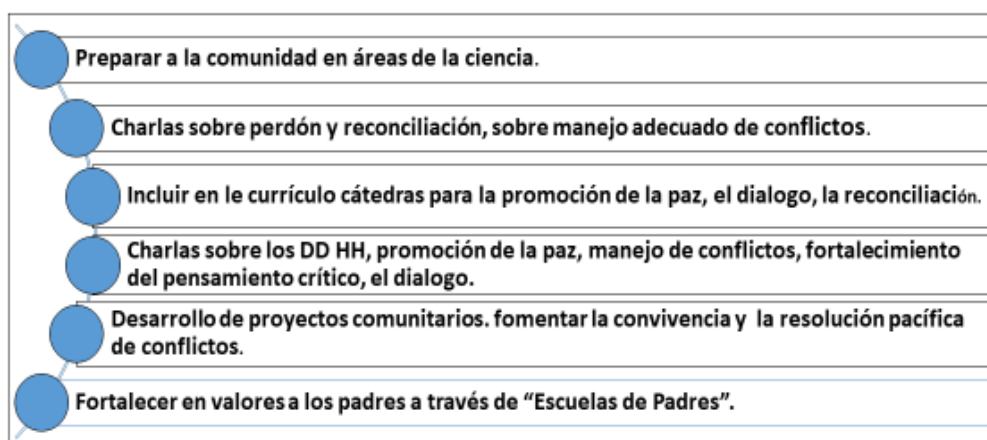 Preparar a la comunidad en áreas de la ciencia.
Charlas sobre perdón y reconciliación, sobre manejo adecuado de conflictos.
Incluir en le currículo cátedras para la promoción de la paz, el dialogo, la reconciliación.
Charlas sobre los DD HH, promoción de la paz, manejo de conflictos, fortalecimiento
del pensamiento crítico, el dialogo.
Desarrollo de proyectos comunitarios. fomentar la convivencia y la resolución pacífica
de conflictos.
Fortalecer en valores a los padres a través de “Escuelas de Padres”.